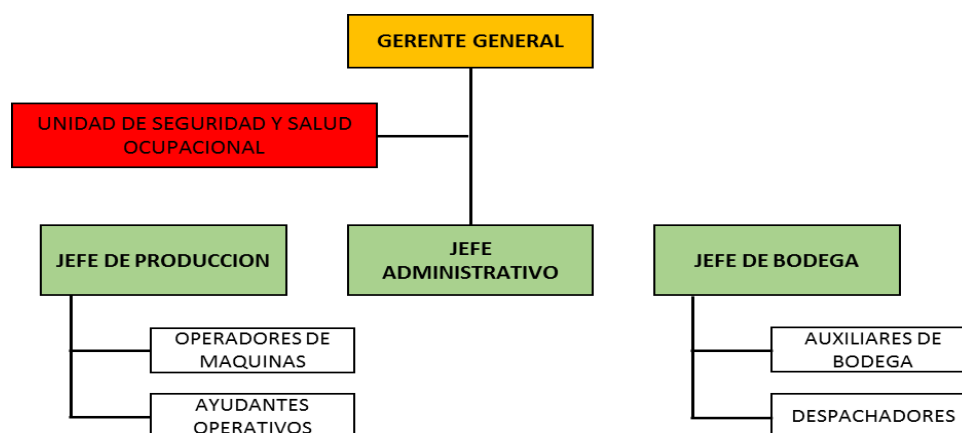 GERENTE GENERAL
UNIDAD DE SEGURIDAD Y SALUD
OCUPACIONAL
JEFE DE PRODUCCION
JEFE
ADMINISTRATIVO
JEFE DE BODEGA
OPERADORES DE
MAQUINAS
AYUDANTES
OPERATIVOS
AUXILIARES DE
BODEGA
DESPACHADORES